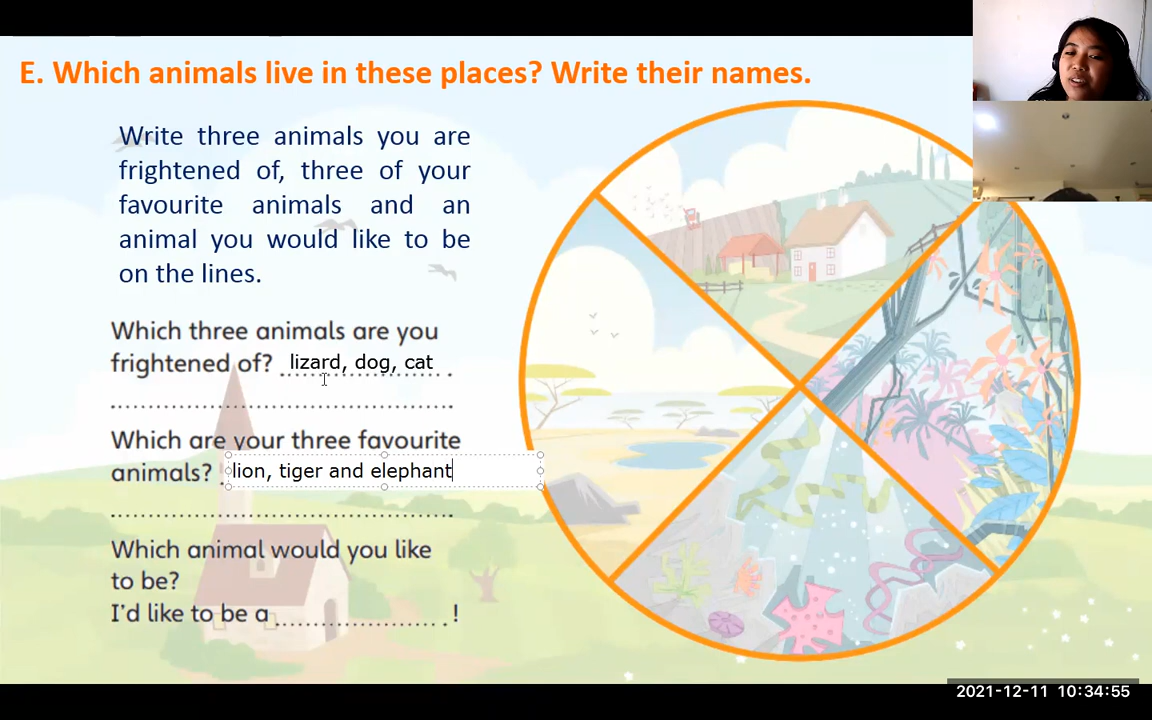 E. Which animals live in these places? Write their names.
Write three animals you are
frightened of, three of your
favourite animals and an
animal you would like to be
on the lines.
Which three animals are you
frightened of? lizard, dog, cat .
Which are your three favourite
animals? lion, tiger and elephant
Which animal would you like
to be?
I'd like to be a .................... !
2021-12-11 10:34:55